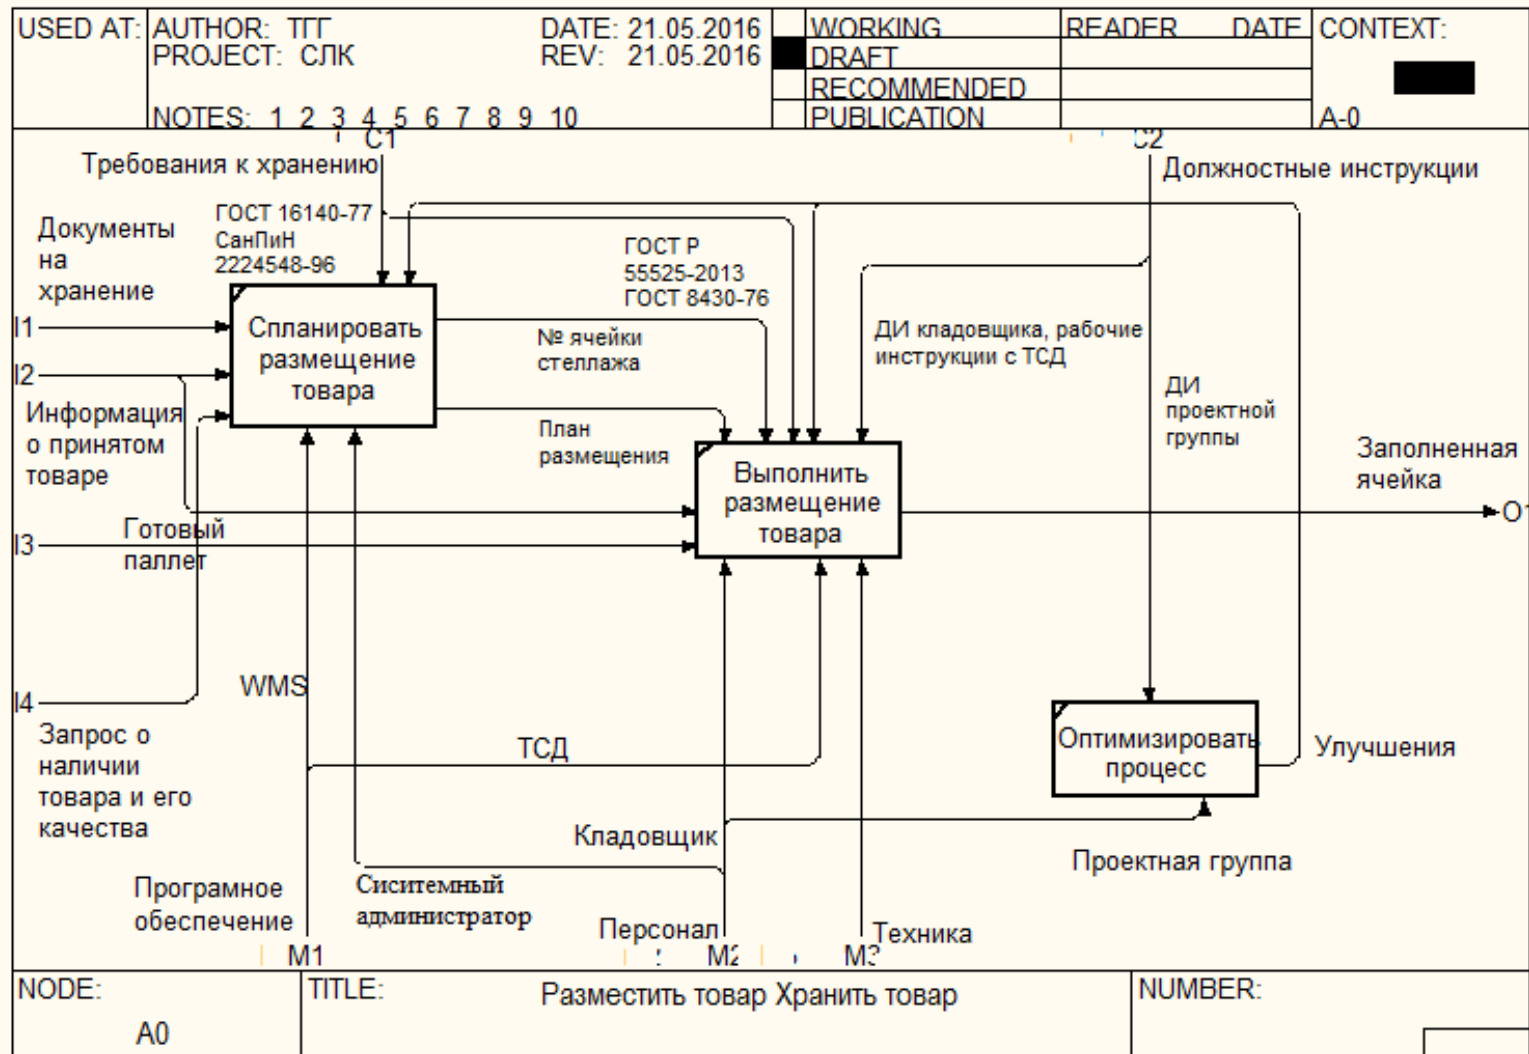 USED AT:
AUTHOR: ТГГ
DATE: 21.05.2016
WORKING
READER
DATE
CONTEXT:
PROJECT: СЛК
REV: 21.05.2016
DRAFT
RECOMMENDED
NOTES: 1 2 3 4 5 6 7 8 9 10
PUBLICATION
A-0
C1
C2
Требования к хранению
Должностные инструкции
Документы
на
хранение
ГОСТ 16140-77
СанПиН
2224548-96
ГОСТ Р
55525-2013
ГОСТ 8430-76
I1
Спланировать
размещение
товара
№ ячейки
стеллажа
ДИ кладовщика, рабочие
инструкции с ТСД
I2
Информация
о принятом
товаре
План
размещения
ДИ
проектной
группы
Выполнить
размещение
товара
Заполненная
ячейка
O1
I3
Готовый
паллет
WMS
I4
Запрос о
наличии
товара и его
качества
ТСД
Оптимизировать
процесс
Улучшения
Кладовщик
Проектная группа
Програмное
обеспечение
Сиситемный
администратор
Персонал
Техника
M1
M2
M3
NODE:
TITLE:
Разместить товар Хранить товар
NUMBER:
A0